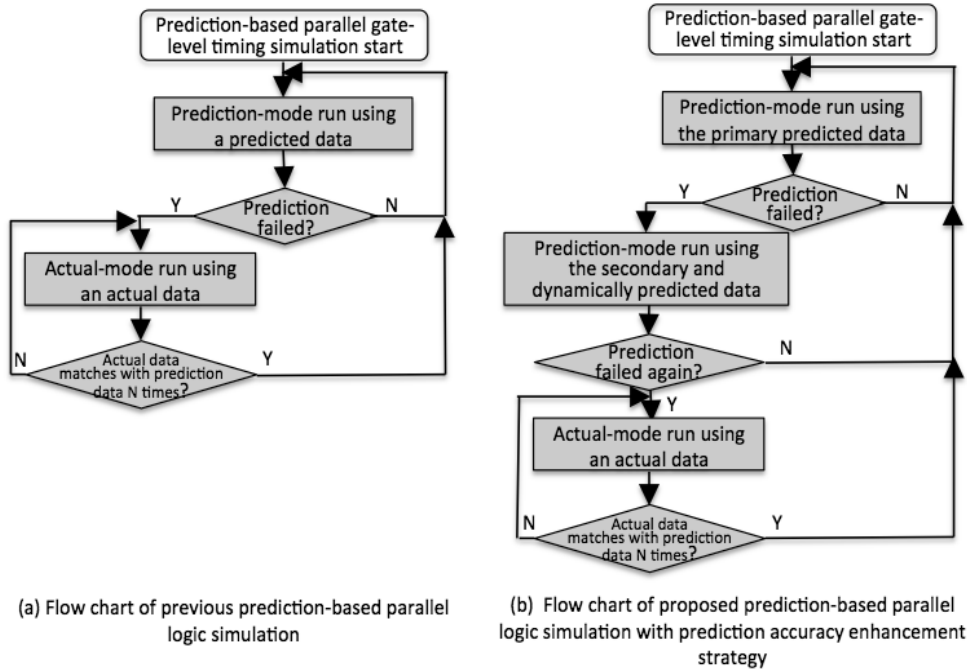 Prediction-based parallel gate-
level timing simulation start
Prediction-mode run using
a predicted data
Y
Prediction
failed?
N
Actual-mode run using
an actual data
N
Actual data
matches with prediction
data N times?
Y
(a) Flow chart of previous prediction-based parallel
logic simulation
Prediction-based parallel gate-
level timing simulation start
Prediction-mode run using
the primary predicted data
Y
Prediction
failed?
N
Prediction-mode run using
the secondary and
dynamically predicted data
Prediction
failed again?
N
Y
Actual-mode run using
an actual data
N
Actual data
matches with prediction
data N times?
Y
(b) Flow chart of proposed prediction-based parallel
logic simulation with prediction accuracy enhancement
strategy